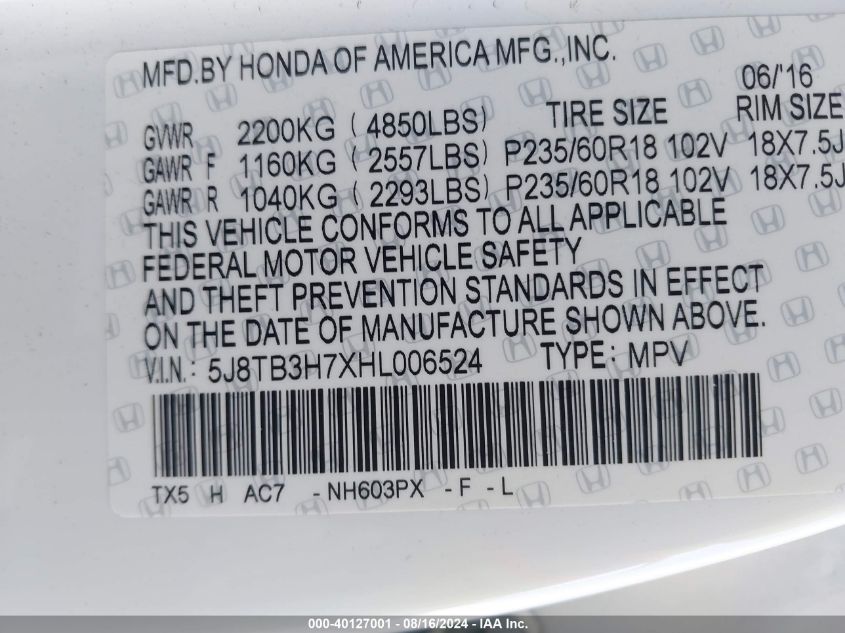 MFD.BY HONDA OF AMERICA MFG.,INC.
06/'16
TIRE SIZE RIM SIZE
GVWR 2200KG (4850LBS)
GAWR F 1160KG (2557LBS) P235/60R18 102V 18X7.5J
GAWR R 1040KG (2293LBS) P235/60R18 102V 18X7.5J
THIS VEHICLE CONFORMS TO ALL APPLICABLE
FEDERAL MOTOR VEHICLE SAFETY
AND THEFT PREVENTION STANDARDS IN EFFECT
ON THE DATE OF MANUFACTURE SHOWN ABOVE.
V.I.N.: 5J8TB3H7XHL006524 TYPE: MPV
TX5 H AC7 -NH603PX -F -L
000-40127001 - 08/16/2024 - IAA Inc.